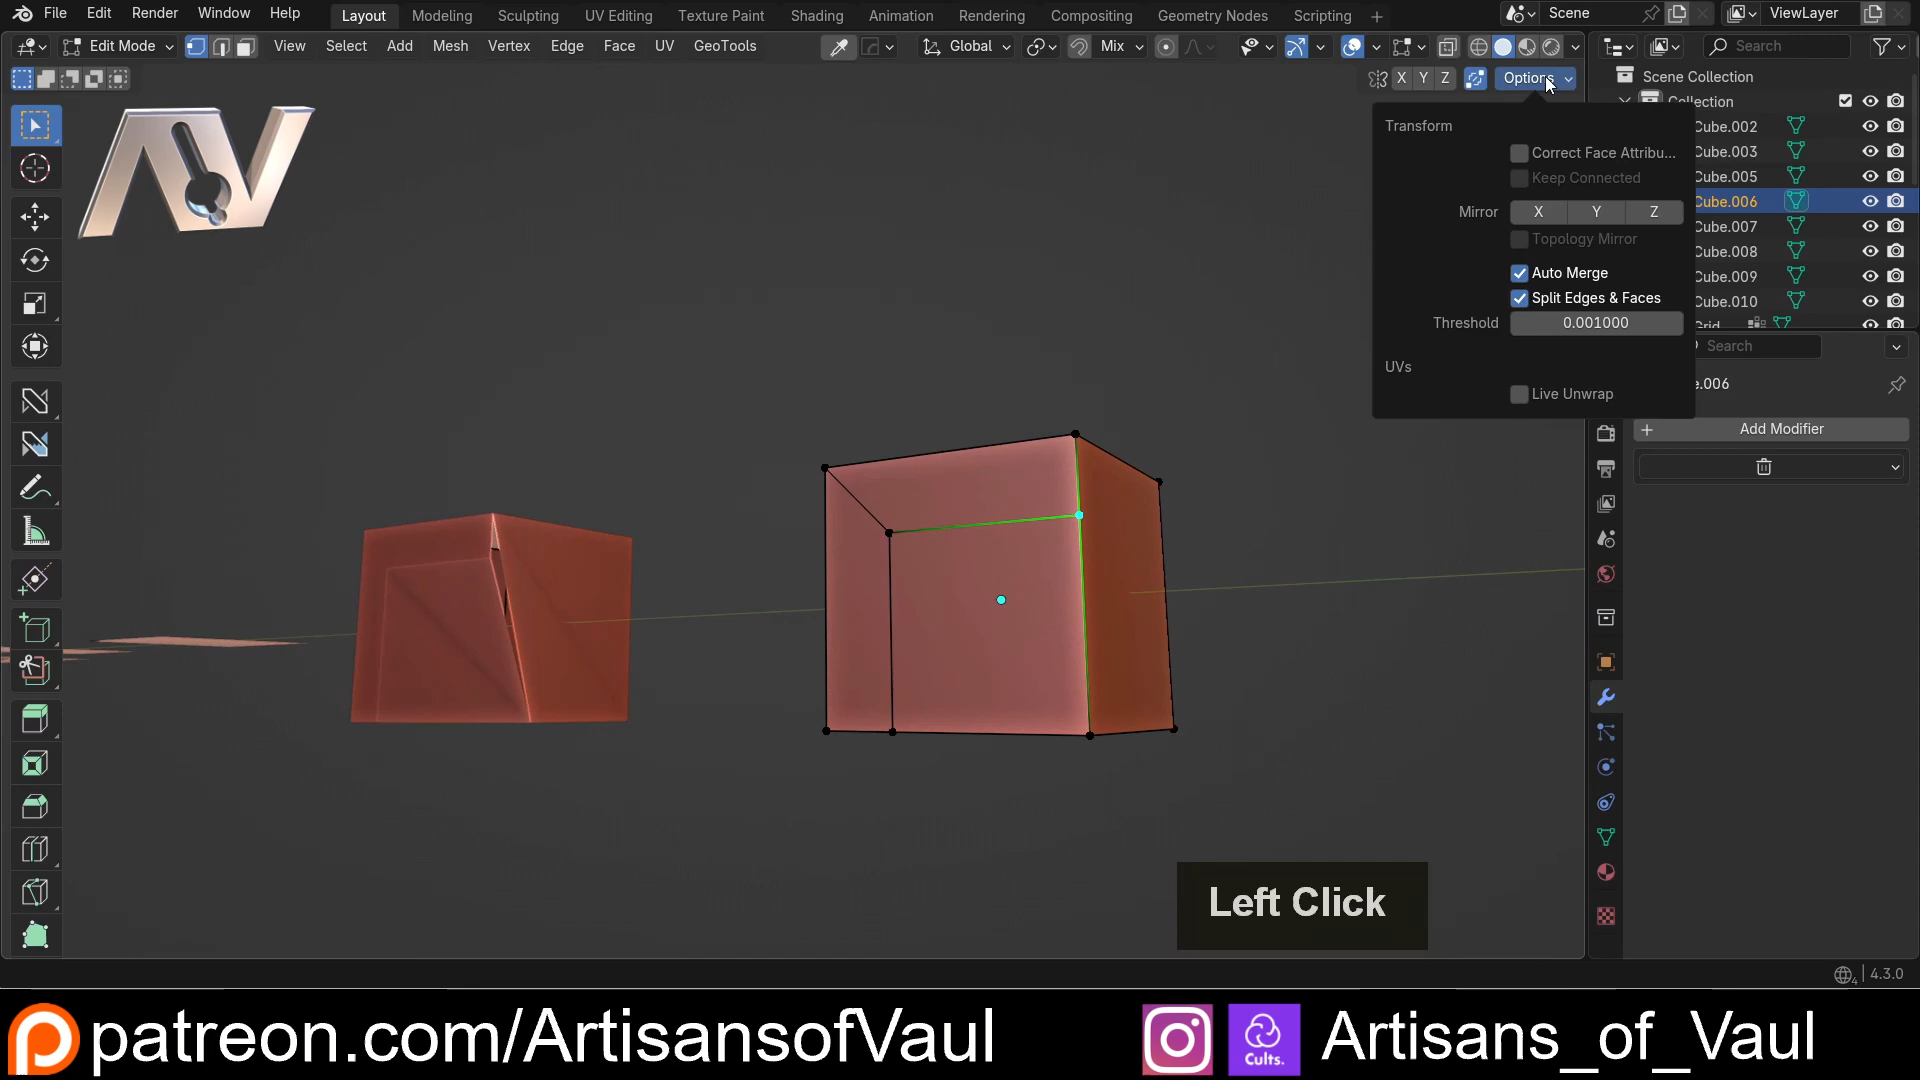 File Edit Render Window Help Layout Modeling Sculpting UV Editing Texture Paint Shading Animation Rendering Compositing Geometry Nodes Scripting + Scene ViewLayer
Edit Mode View Select Add Mesh Vertex Edge Face UV GeoTools Global Mix Search
X Y Z Options
Scene Collection
Collection
Cube.002
Cube.003
Cube.005
Cube.006
Cube.007
Cube.008
Cube.009
Cube.010
Grid
Transform
Correct Face Attribu...
Keep Connected
Mirror X Y Z
Topology Mirror
Auto Merge
Split Edges & Faces
Threshold 0.001000
UVs
Live Unwrap
Search
e.006
Add Modifier
AV
Left Click
4.3.0
patreon.com/ArtisansofVaul
Cults.
Artisans_of_Vaul